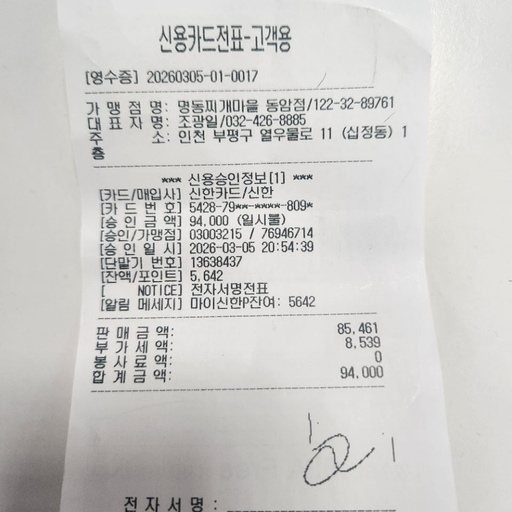 신용카드전표-고객용
[영수증] 20260305-01-0017
가 맹 점 명: 명동찌개마을 동암점/122-32-89761
대 표 자 명: 조광일/032-426-8885
주 소: 인천 부평구 열우물로 11 (십정동) 1
층
*** 신용승인정보[1] ***
[카드/매입사] 신한카드/신한
[카 드 번 호] 5428-79**-****-809*
[승 인 금 액] 94,000 (일시불)
[승인/가맹점] 03003215 / 76946714
[승 인 일 시] 2026-03-05 20:54:39
[단말기 번호] 13638437
[잔액/포인트] 5,642
[ NOTICE] 전자서명전표
[알림 메세지] 마이신한P잔여: 5642
판 매 금 액: 85,461
부 가 세 액: 8,539
봉 사 료 액: 0
합 계 금 액: 94,000
전 자 서 명 :